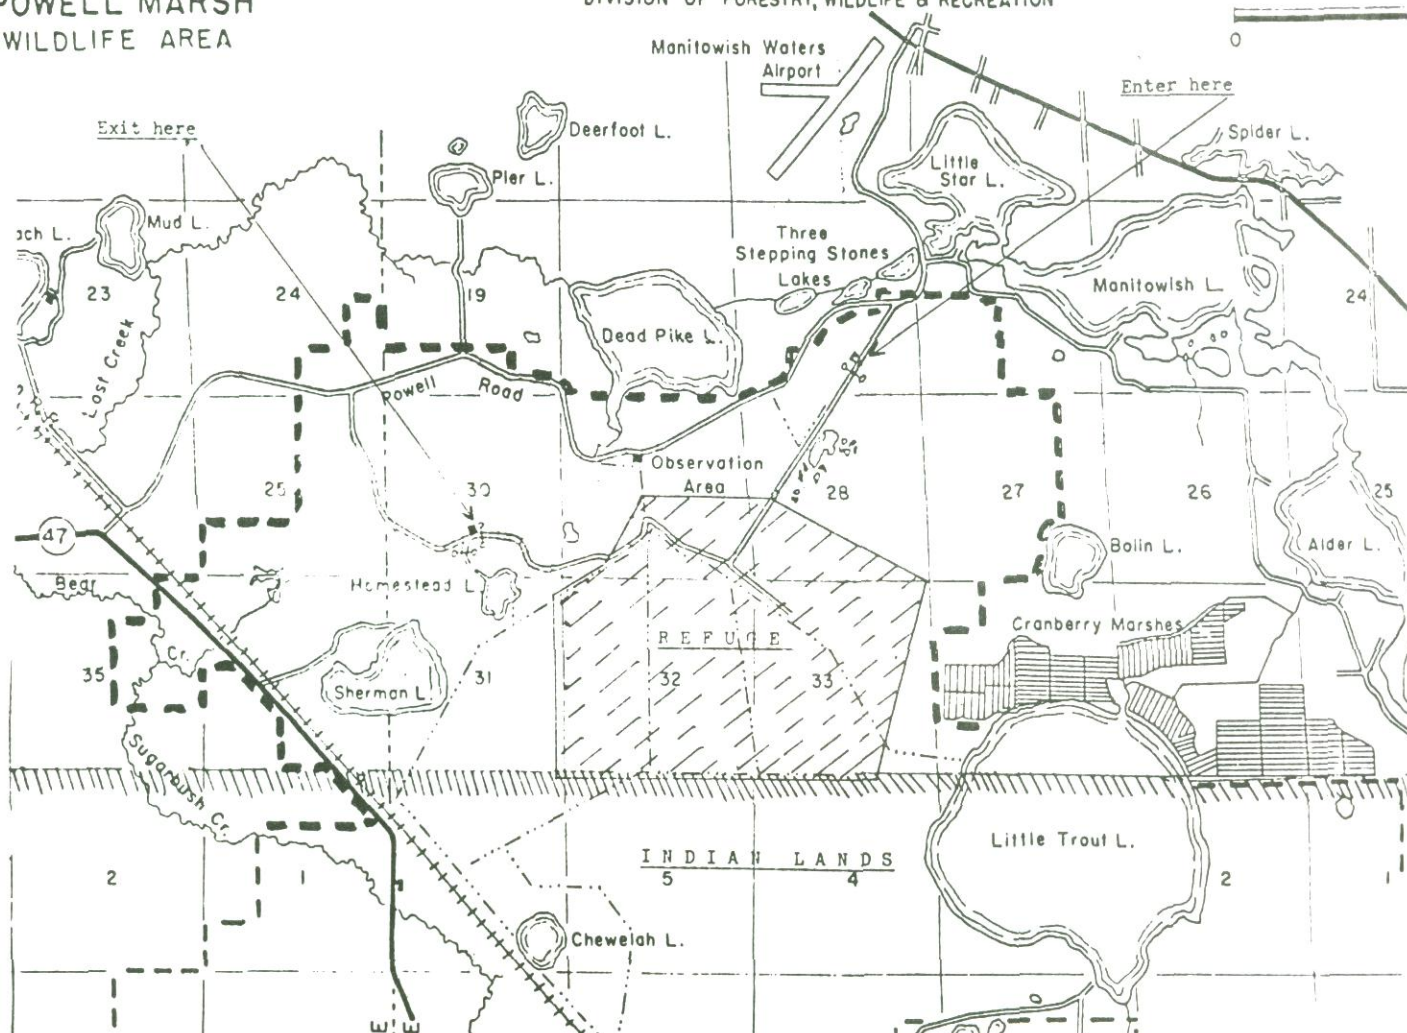 POWELL MARSH
WILDLIFE AREA
DIVISION OF FORESTRY, WILDLIFE & RECREATION
0
Manitowish Waters
Airport
Enter here
Exit here
Deerfoot L.
Spider L.
Pier L.
Little
Star L.
Mud L.
Three
Stepping Stones
Lakes
23
24
19
Manitowish L.
24
Lost Creek
Dead Pike L.
Powell Road
Observation
Area
25
30
28
27
26
25
47
Bolin L.
Alder L.
Bear
Cr.
Homestead L.
Cranberry Marshes
REFUGE
35
Sherman L.
31
32
33
Sugarbush Cr.
Little Trout L.
INDIAN LANDS
2
1
5
4
2
1
Chewelah L.
E
E